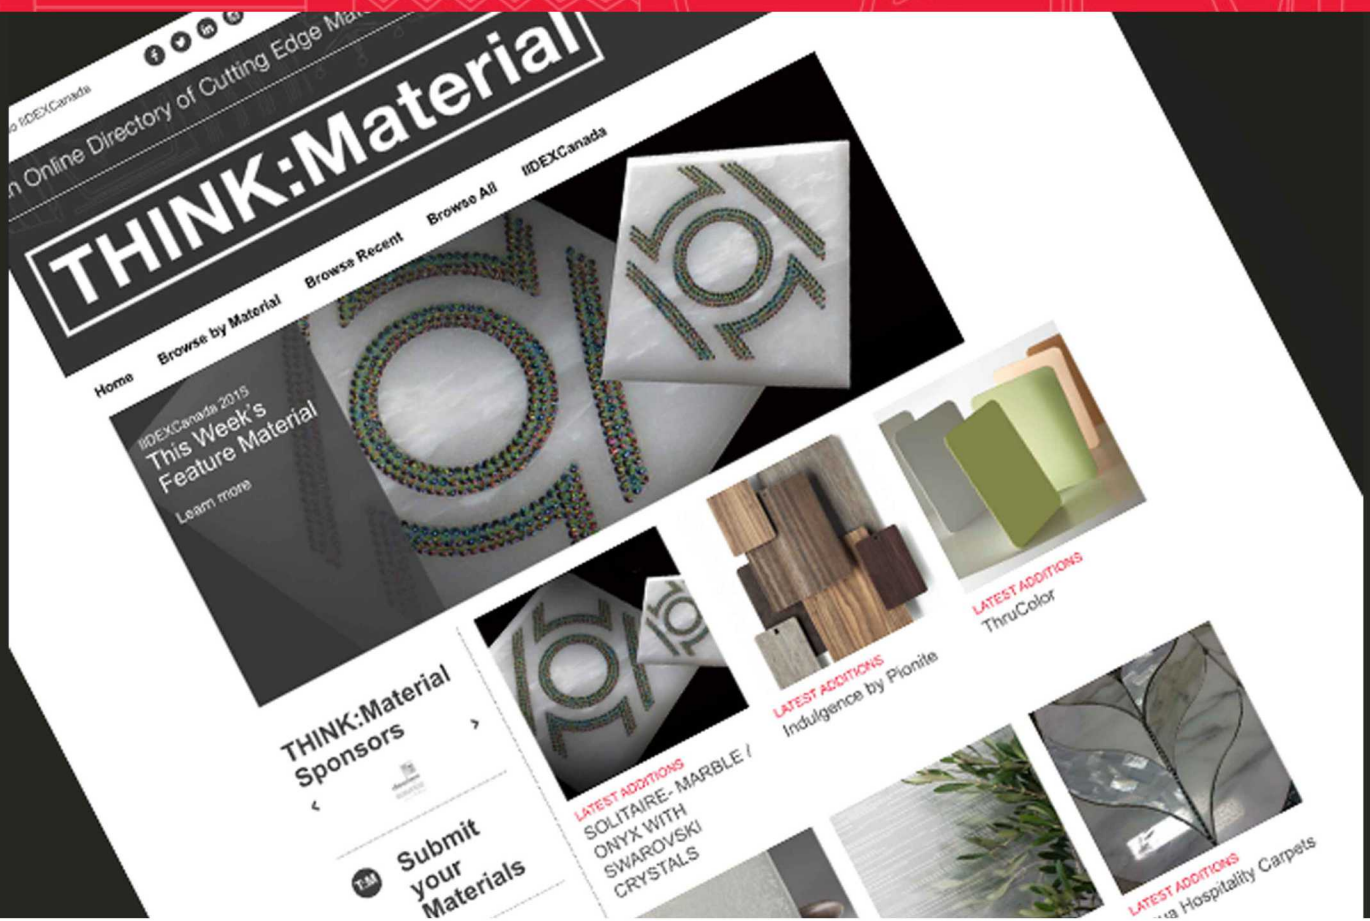 to IIDEXCanada
n Online Directory of Cutting Edge Mate
THINK:Material
Home Browse by Material Browse Recent Browse All IIDEXCanada
IIDEXCanada 2015
This Week's
Feature Material
Learn more
THINK:Material
Sponsors
Submit
your
Materials
LATEST ADDITIONS
SOLITAIRE- MARBLE /
ONYX WITH
SWAROVSKI
CRYSTALS
LATEST ADDITIONS
Indulgence by Pionite
LATEST ADDITIONS
ThruColor
LATEST ADDITIONS
Hospitality Carpets